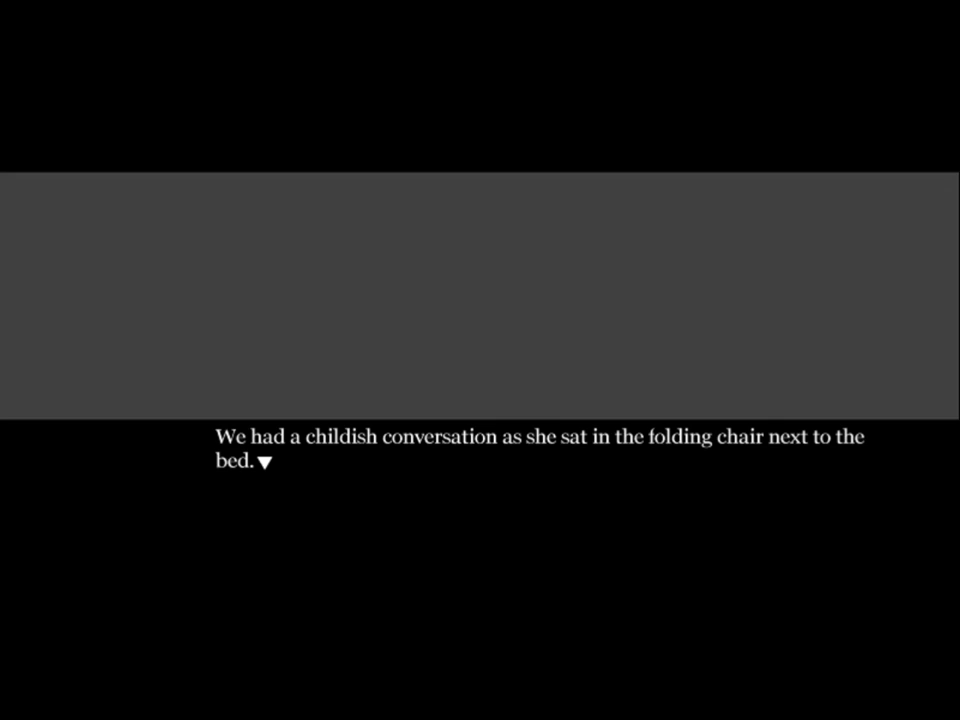 We had a childish conversation as she sat in the folding chair next to the
bed.